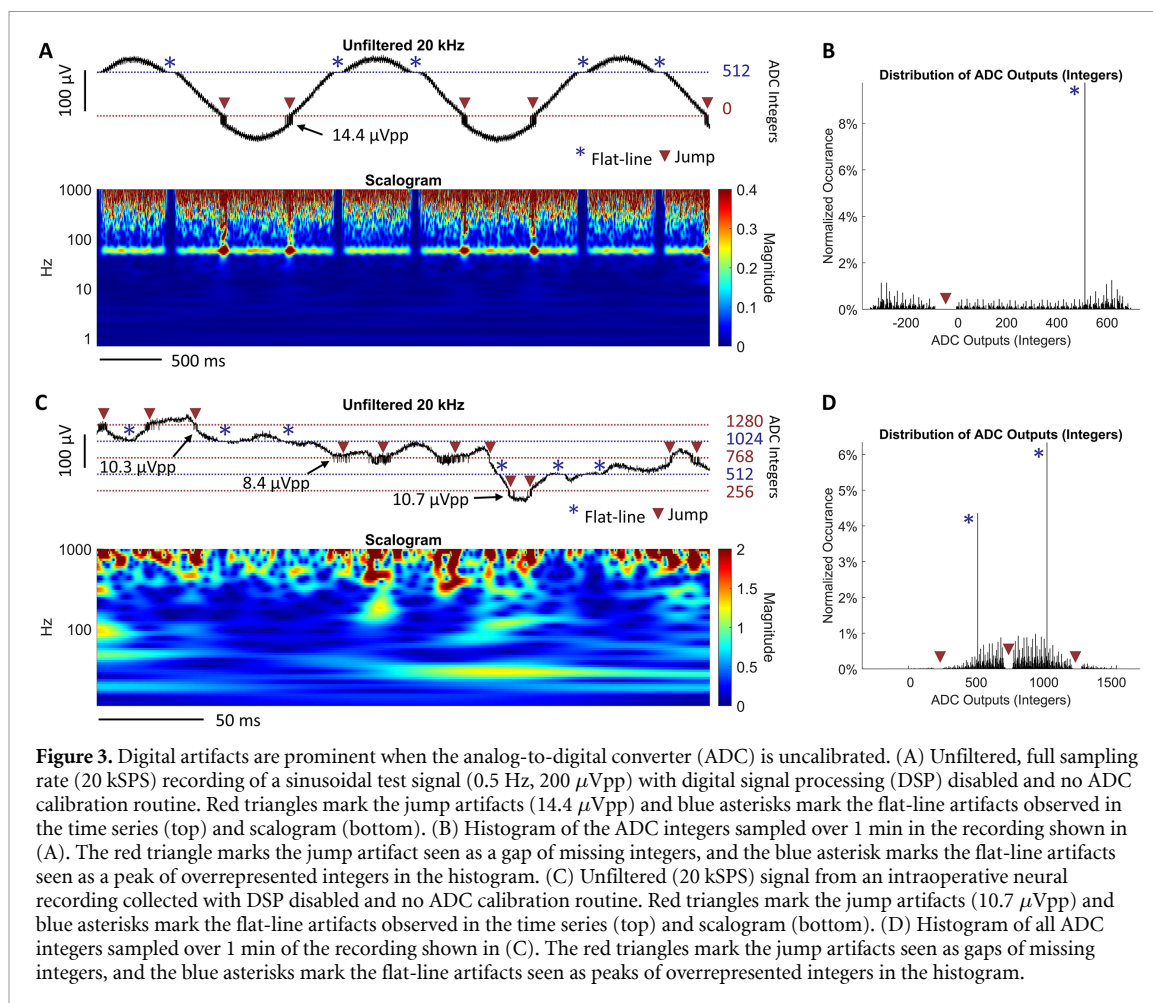 A
Unfiltered 20 kHz
100 µV
* * * * *
512
0
ADC Integers
14.4 µVpp
* Flat-line ▼ Jump
Scalogram
1000
100
10
1
Hz
0.4
0.3
0.2
0.1
0
Magnitude
500 ms
B
Distribution of ADC Outputs (Integers)
*
8%
6%
4%
2%
0%
Normalized Occurance
-200 0 200 400 600
ADC Outputs (Integers)
C
Unfiltered 20 kHz
100 µV
* * * * * *
1280
1024
768
512
256
ADC Integers
10.3 µVpp
8.4 µVpp
10.7 µVpp
* Flat-line ▼ Jump
Scalogram
1000
100
Hz
2
1.5
1
0.5
0
Magnitude
50 ms
D
Distribution of ADC Outputs (Integers)
*
*
6%
5%
4%
3%
2%
1%
0%
Normalized Occurance
0 500 1000 1500
ADC Outputs (Integers)
Figure 3. Digital artifacts are prominent when the analog-to-digital converter (ADC) is uncalibrated. (A) Unfiltered, full sampling
rate (20 kSPS) recording of a sinusoidal test signal (0.5 Hz, 200 µVpp) with digital signal processing (DSP) disabled and no ADC
calibration routine. Red triangles mark the jump artifacts (14.4 µVpp) and blue asterisks mark the flat-line artifacts observed in
the time series (top) and scalogram (bottom). (B) Histogram of the ADC integers sampled over 1 min in the recording shown in
(A). The red triangle marks the jump artifact seen as a gap of missing integers, and the blue asterisk marks the flat-line artifacts
seen as a peak of overrepresented integers in the histogram. (C) Unfiltered (20 kSPS) signal from an intraoperative neural
recording collected with DSP disabled and no ADC calibration routine. Red triangles mark the jump artifacts (10.7 µVpp) and
blue asterisks mark the flat-line artifacts observed in the time series (top) and scalogram (bottom). (D) Histogram of all ADC
integers sampled over 1 min of the recording shown in (C). The red triangles mark the jump artifacts seen as gaps of missing
integers, and the blue asterisks mark the flat-line artifacts seen as peaks of overrepresented integers in the histogram.